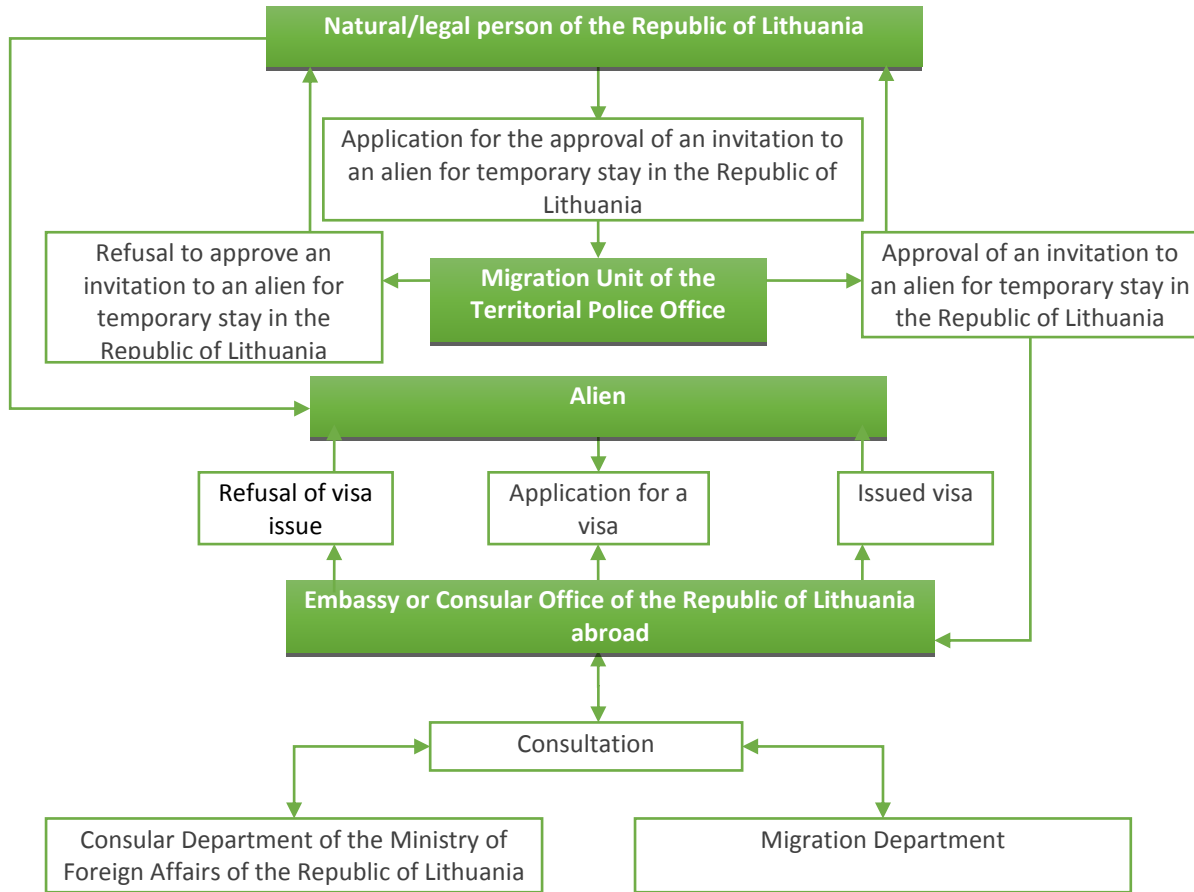 Natural/legal person of the Republic of Lithuania
Application for the approval of an invitation to
an alien for temporary stay in the Republic of
Lithuania
Refusal to approve an
invitation to an alien for
temporary stay in the
Republic of Lithuania
Migration Unit of the
Territorial Police Office
Approval of an invitation to
an alien for temporary stay in
the Republic of Lithuania
Alien
Refusal of visa
issue
Application for a
visa
Issued visa
Embassy or Consular Office of the Republic of Lithuania
abroad
Consultation
Consular Department of the Ministry of
Foreign Affairs of the Republic of Lithuania
Migration Department